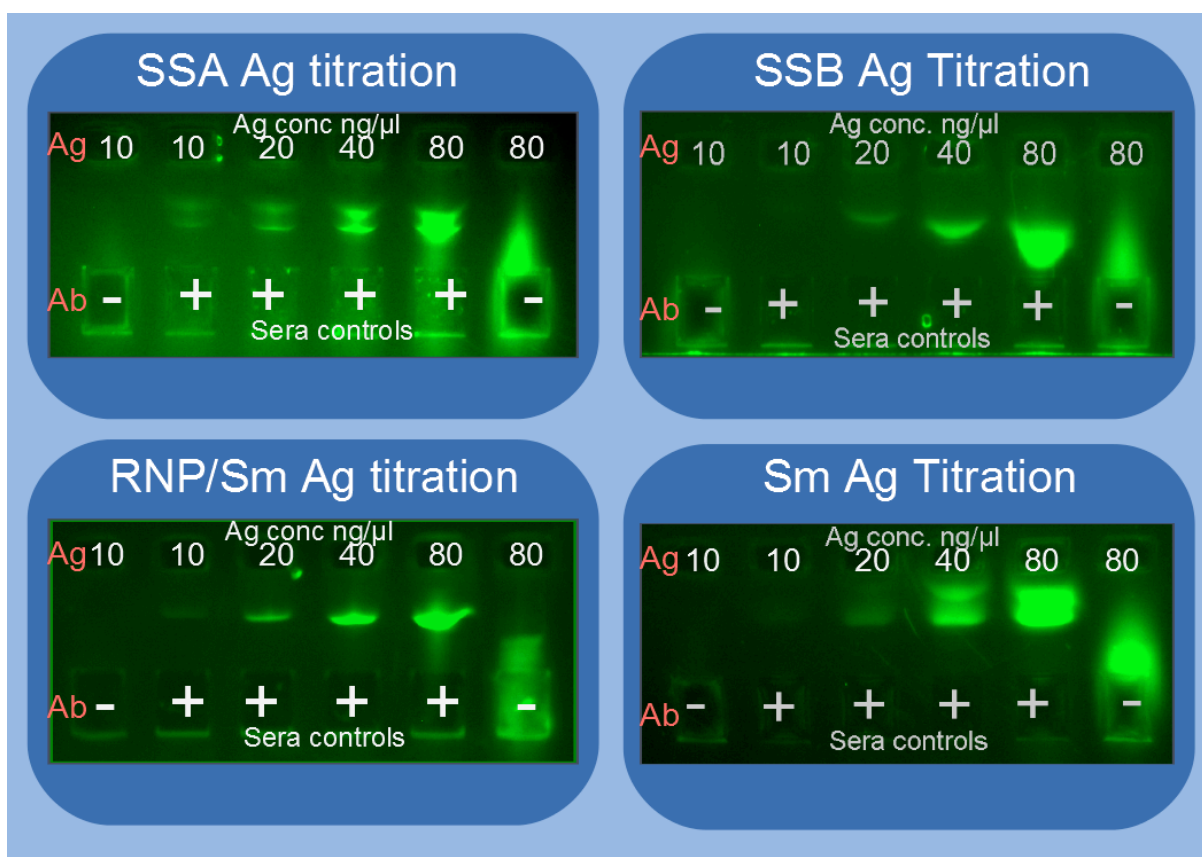 SSA Ag titration
Ag conc ng/µl
Ag 10 10 20 40 80 80
Ab - + + + + -
Sera controls
SSB Ag Titration
Ag conc. ng/µl
Ag 10 10 20 40 80 80
Ab - + + + + -
Sera controls
RNP/Sm Ag titration
Ag conc ng/µl
Ag 10 10 20 40 80 80
Ab - + + + + -
Sera controls
Sm Ag Titration
Ag conc. ng/µl
Ag 10 10 20 40 80 80
Ab - + + + + -
Sera controls